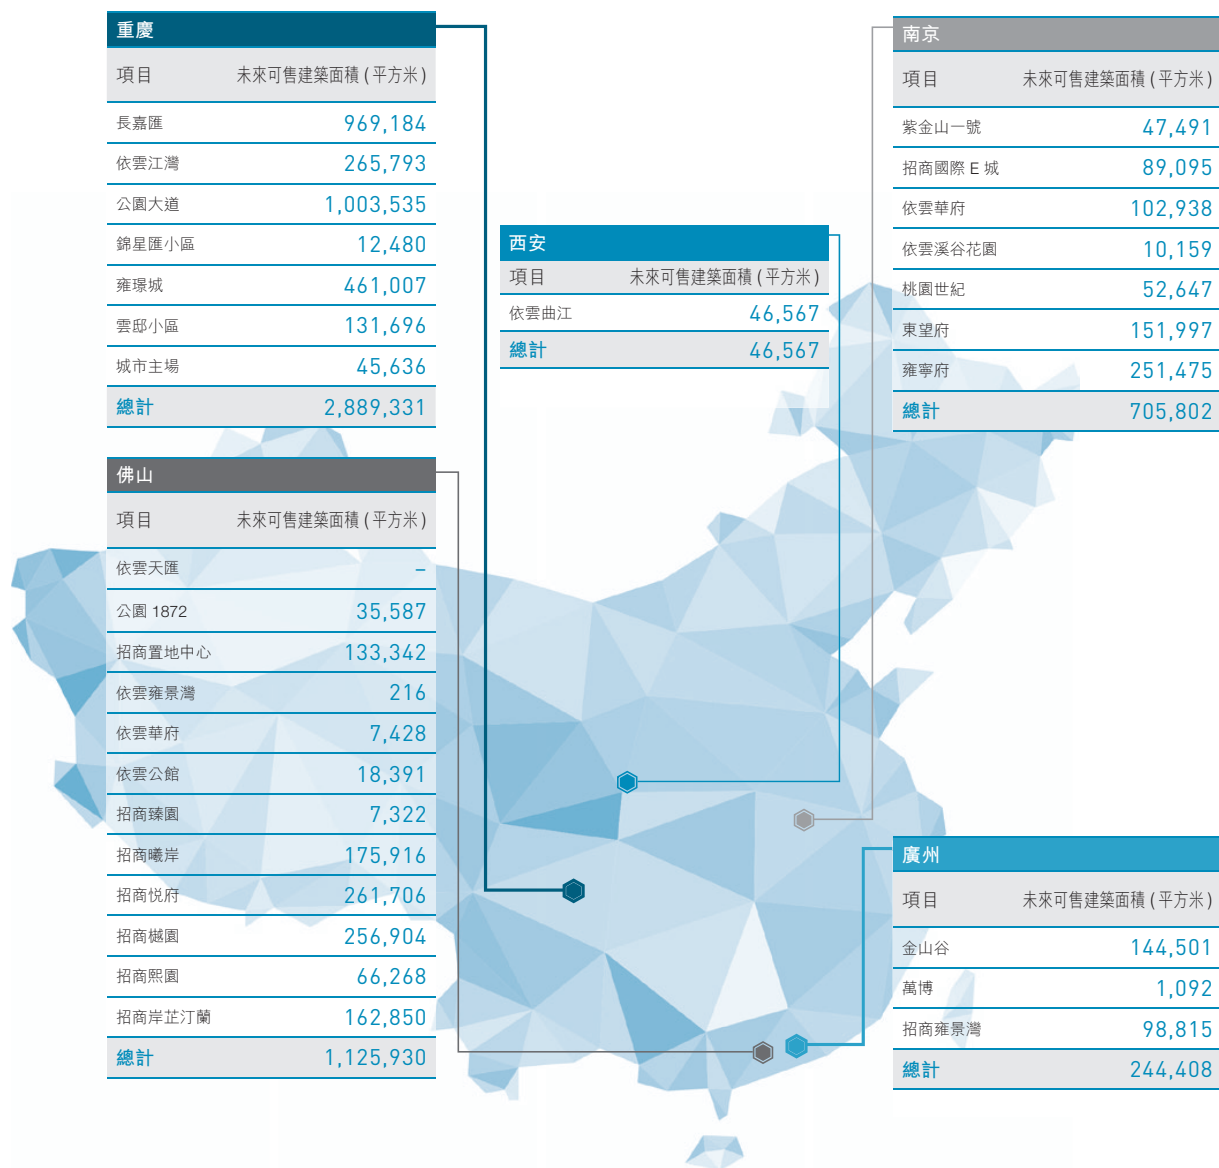 重慶
項目 未來可售建築面積 (平方米)
長嘉匯 969,184
依雲江灣 265,793
公園大道 1,003,535
錦星匯小區 12,480
雍璟城 461,007
雲邸小區 131,696
城市主場 45,636
總計 2,889,331
西安
項目 未來可售建築面積 (平方米)
依雲曲江 46,567
總計 46,567
南京
項目 未來可售建築面積 (平方米)
紫金山一號 47,491
招商國際 E 城 89,095
依雲華府 102,938
依雲溪谷花園 10,159
桃園世紀 52,647
東望府 151,997
雍寧府 251,475
總計 705,802
佛山
項目 未來可售建築面積 (平方米)
依雲天匯 –
公園 1872 35,587
招商置地中心 133,342
依雲雍景灣 216
依雲華府 7,428
依雲公館 18,391
招商臻園 7,322
招商曦岸 175,916
招商悅府 261,706
招商樾園 256,904
招商熙園 66,268
招商岸芷汀蘭 162,850
總計 1,125,930
廣州
項目 未來可售建築面積 (平方米)
金山谷 144,501
萬博 1,092
招商雍景灣 98,815
總計 244,408